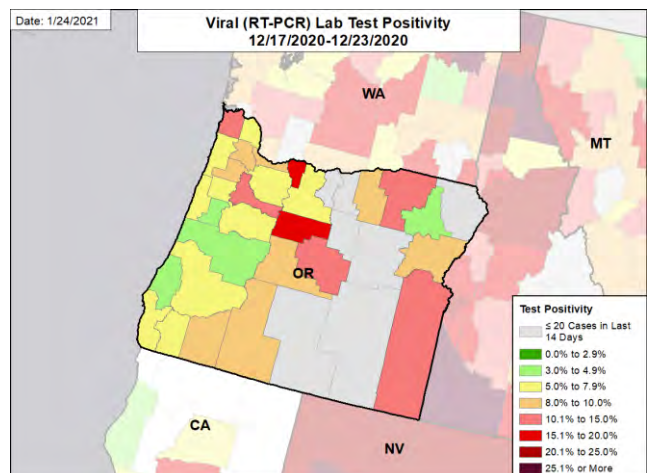 Date: 1/24/2021
Viral (RT-PCR) Lab Test Positivity
12/17/2020-12/23/2020
WA
MT
OR
CA
NV
Test Positivity
≤ 20 Cases in Last
14 Days
0.0% to 2.9%
3.0% to 4.9%
5.0% to 7.9%
8.0% to 10.0%
10.1% to 15.0%
15.1% to 20.0%
20.1% to 25.0%
25.1% or More